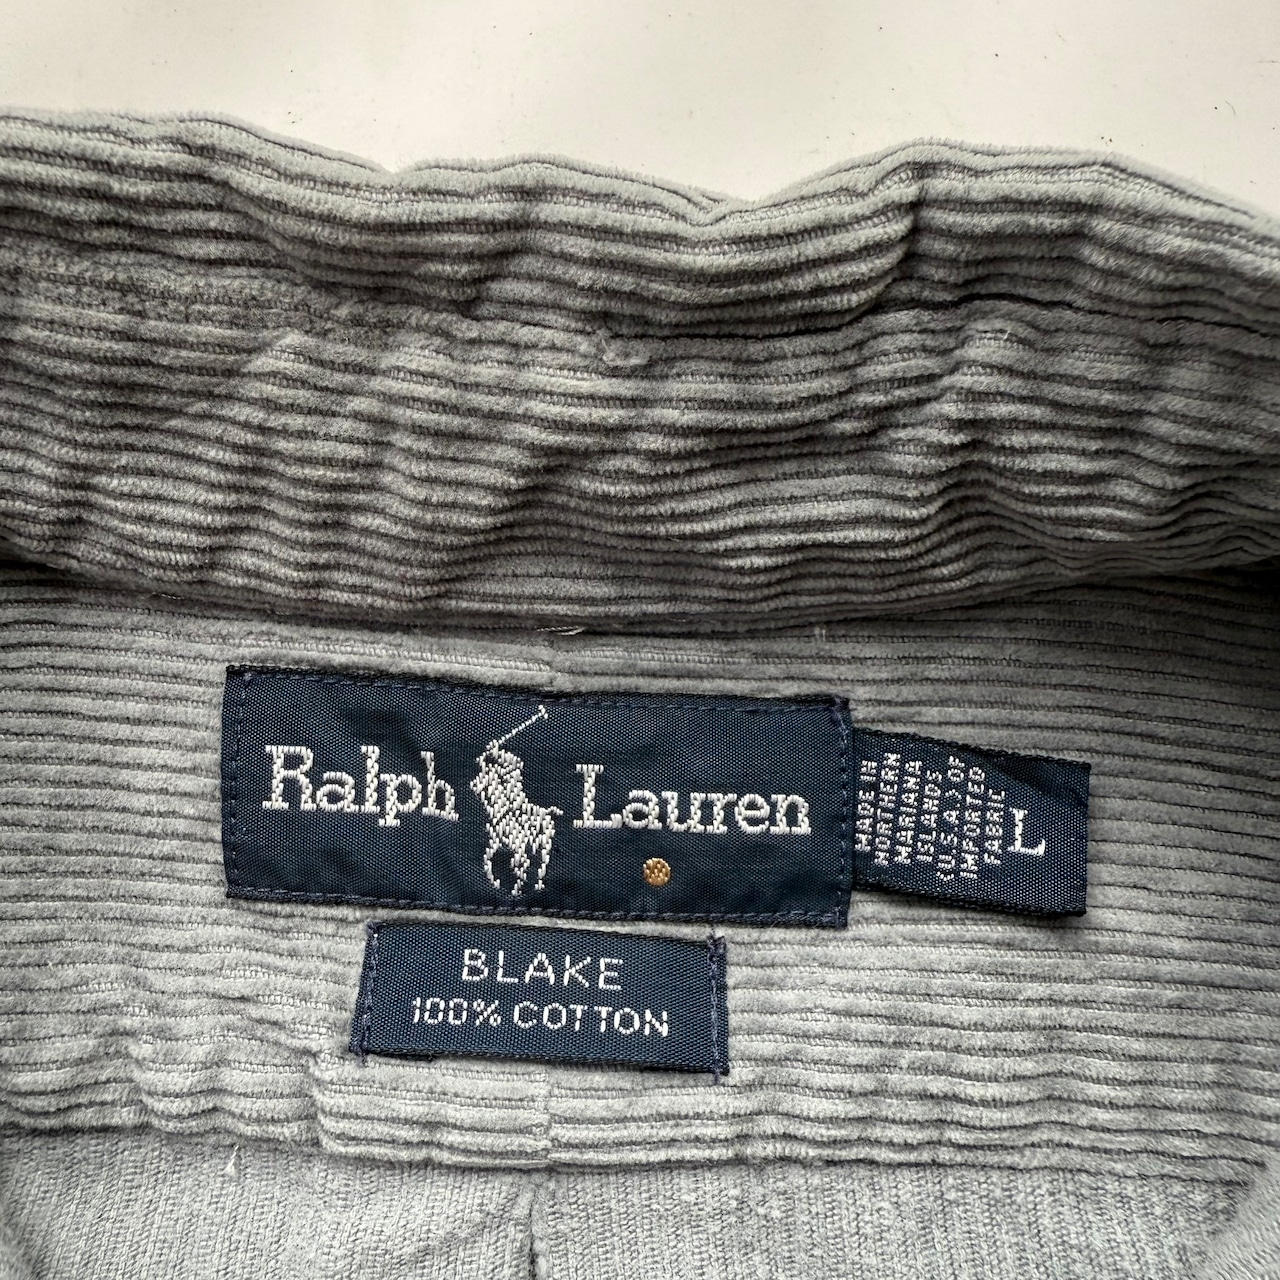 Ralph Lauren
MADE IN
NORTHERN
MARIANA
ISLANDS
(U.S.A.) OF
IMPORTED
FABRIC
L
BLAKE
100% COTTON